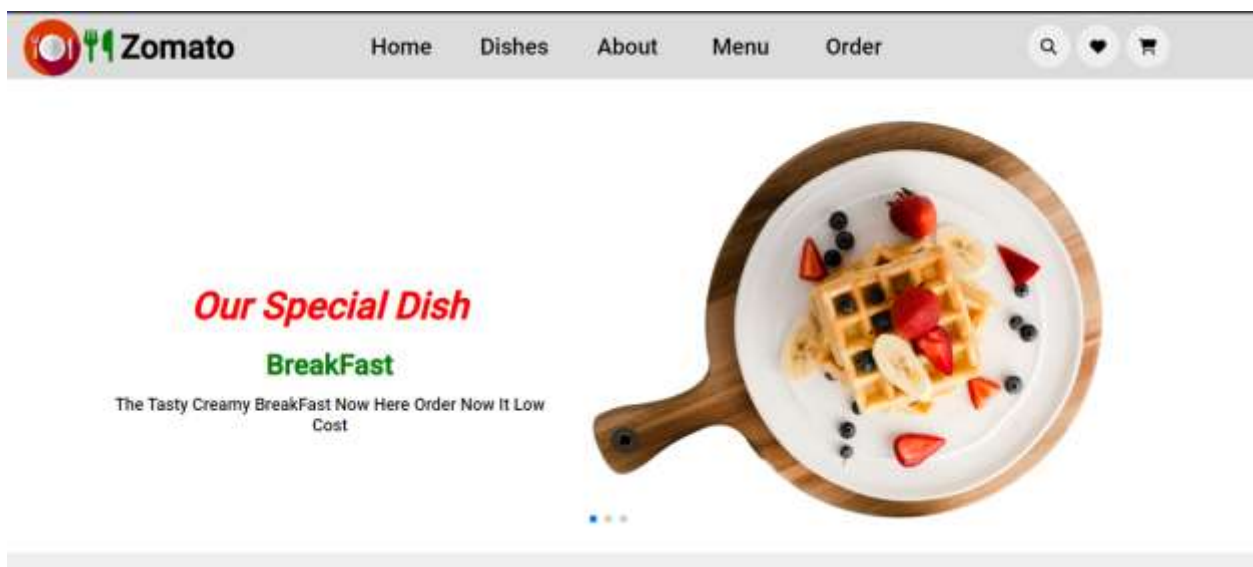 Zomato Home Dishes About Menu Order
Our Special Dish
BreakFast
The Tasty Creamy BreakFast Now Here Order Now It Low
Cost